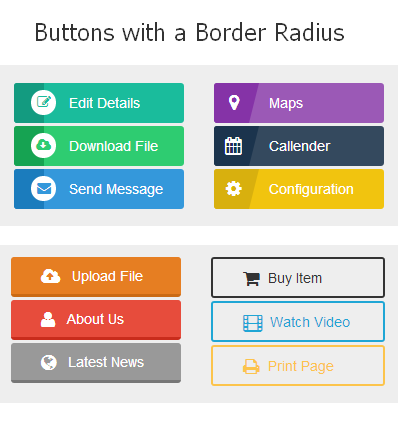 Buttons with a Border Radius
Edit Details
Maps
Download File
Callender
Send Message
Configuration
Upload File
Buy Item
About Us
Watch Video
Latest News
Print Page